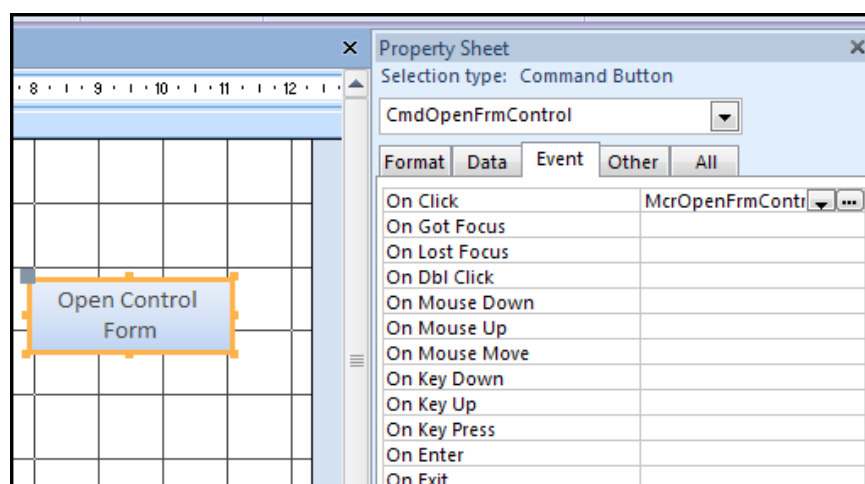 Property Sheet
Selection type: Command Button
8 9 10 11 12
CmdOpenFrmControl
Format Data Event Other All
On Click McrOpenFrmContr
On Got Focus
On Lost Focus
On Dbl Click
On Mouse Down
On Mouse Up
On Mouse Move
On Key Down
On Key Up
On Key Press
On Enter
On Exit
Open Control
Form